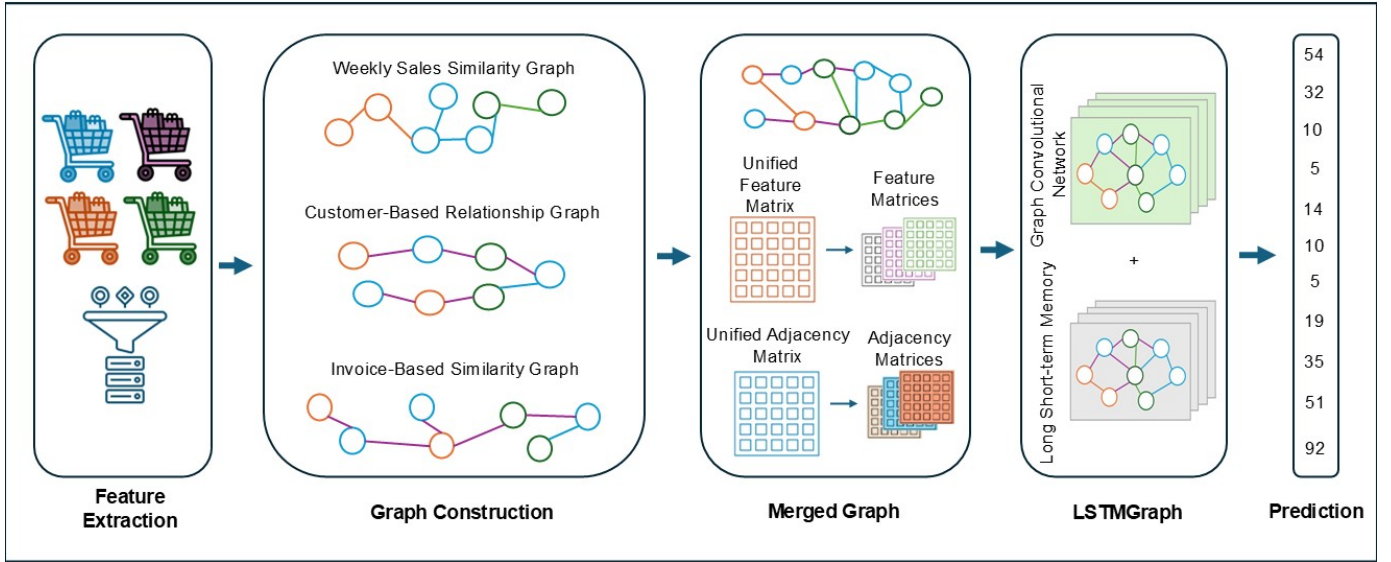 Weekly Sales Similarity Graph
Customer-Based Relationship Graph
Invoice-Based Similarity Graph
Unified
Feature
Matrix
Feature
Matrices
Unified Adjacency
Matrix
Adjacency
Matrices
Graph Convolutional
Network
+
Long Short-term Memory
54
32
10
5
14
10
5
19
35
51
92
Feature
Extraction
Graph Construction
Merged Graph
LSTMGraph
Prediction